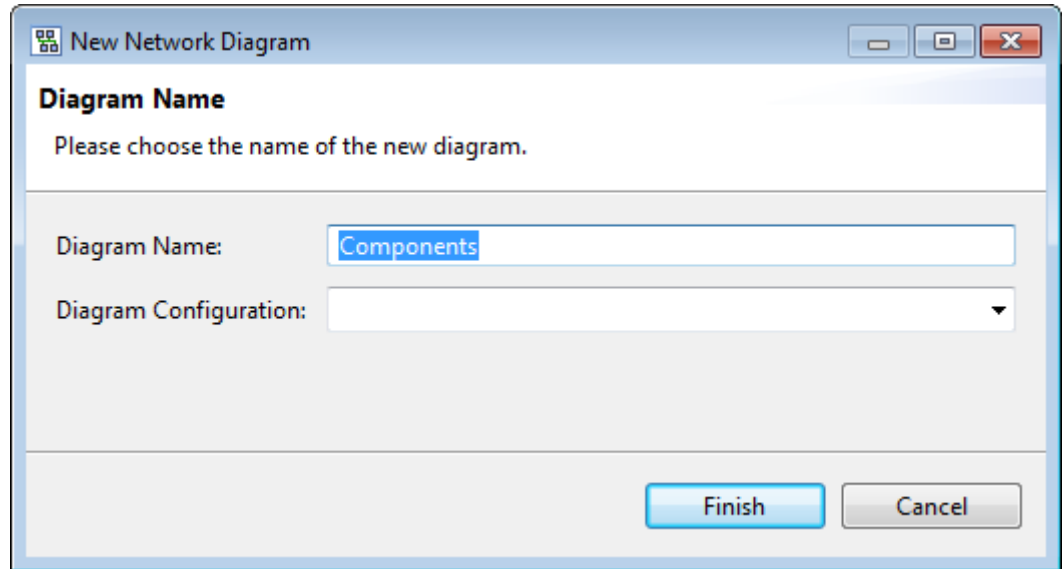 New Network Diagram
Diagram Name
Please choose the name of the new diagram.
Diagram Name: Components
Diagram Configuration:
Finish Cancel